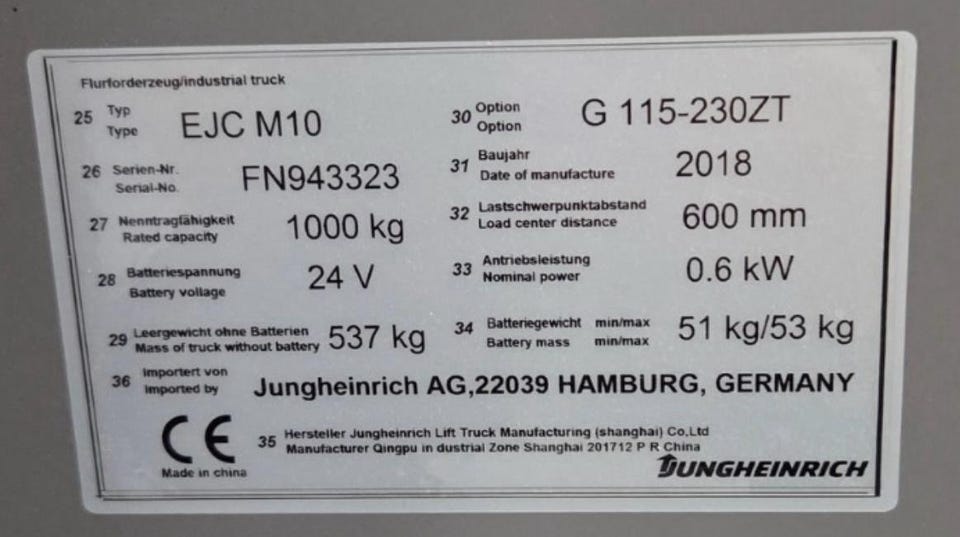 Flurforderzeug/industrial truck
25 Typ Type EJC M10
30 Option Option G 115-230ZT
26 Serien-Nr. Serial-No. FN943323
31 Baujahr Date of manufacture 2018
27 Nenntragfähigkeit Rated capacity 1000 kg
32 Lastschwerpunktabstand Load center distance 600 mm
28 Batteriespannung Battery voltage 24 V
33 Antriebsleistung Nominal power 0.6 kW
29 Leergewicht ohne Batterien Mass of truck without battery 537 kg
34 Batteriegewicht min/max Battery mass min/max 51 kg/53 kg
36 Importert von Imported by Jungheinrich AG,22039 HAMBURG, GERMANY
CE
Made in china
35 Hersteller Jungheinrich Lift Truck Manufacturing (shanghai) Co,Ltd
Manufacturer Qingpu in dustrial Zone Shanghai 201712 P R China
JUNGHEINRICH